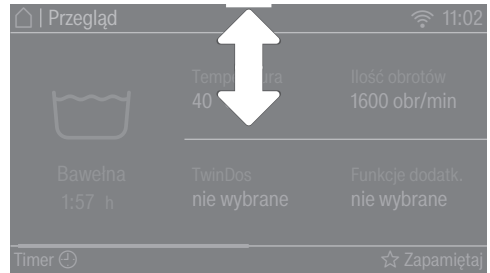 Przegląd 11:02
Ilość obrotów
40 1600 obr/min
Bawełna TwinDos Funkcje dodatk.
1:57 h nie wybrane nie wybrane
Timer Zapamiętaj